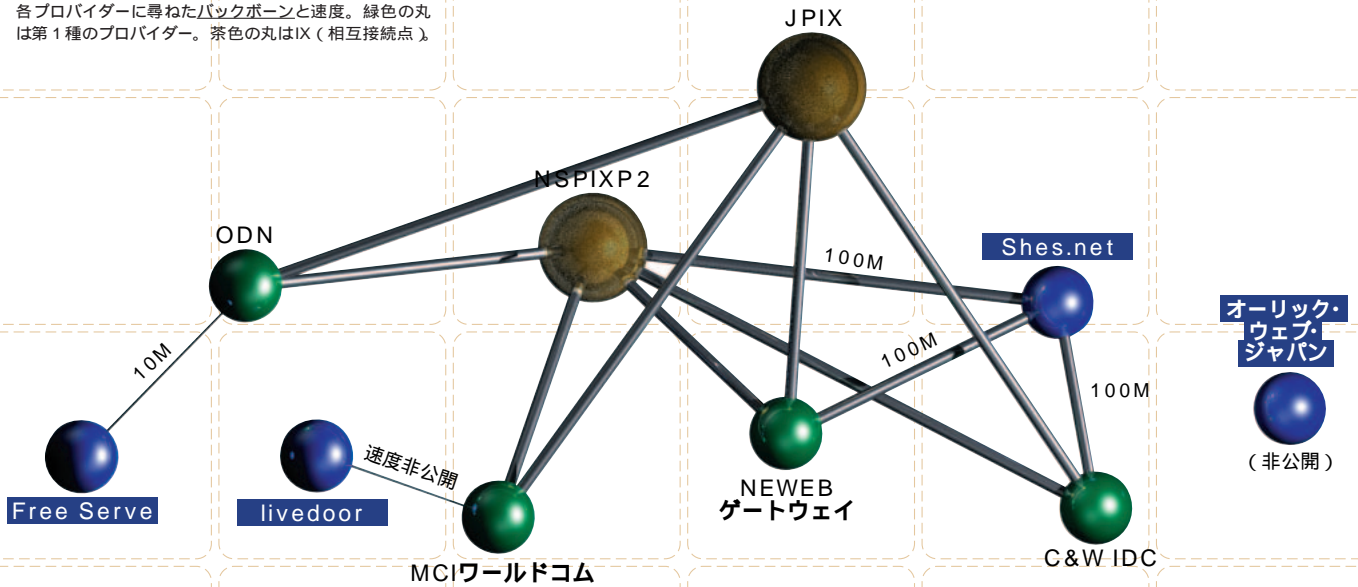 各プロバイダーに尋ねたバックボーンと速度。緑色の丸
は第1種のプロバイダー。茶色の丸はIX(相互接続点)。
JPIX
NSPIXP2
ODN
100M
Shes.net
オーリック・
ウェブ・
ジャパン
10M
100M
100M
速度非公開
(非公開)
Free Serve
livedoor
NEWEB
ゲートウェイ
C&W IDC
MCIワールドコム